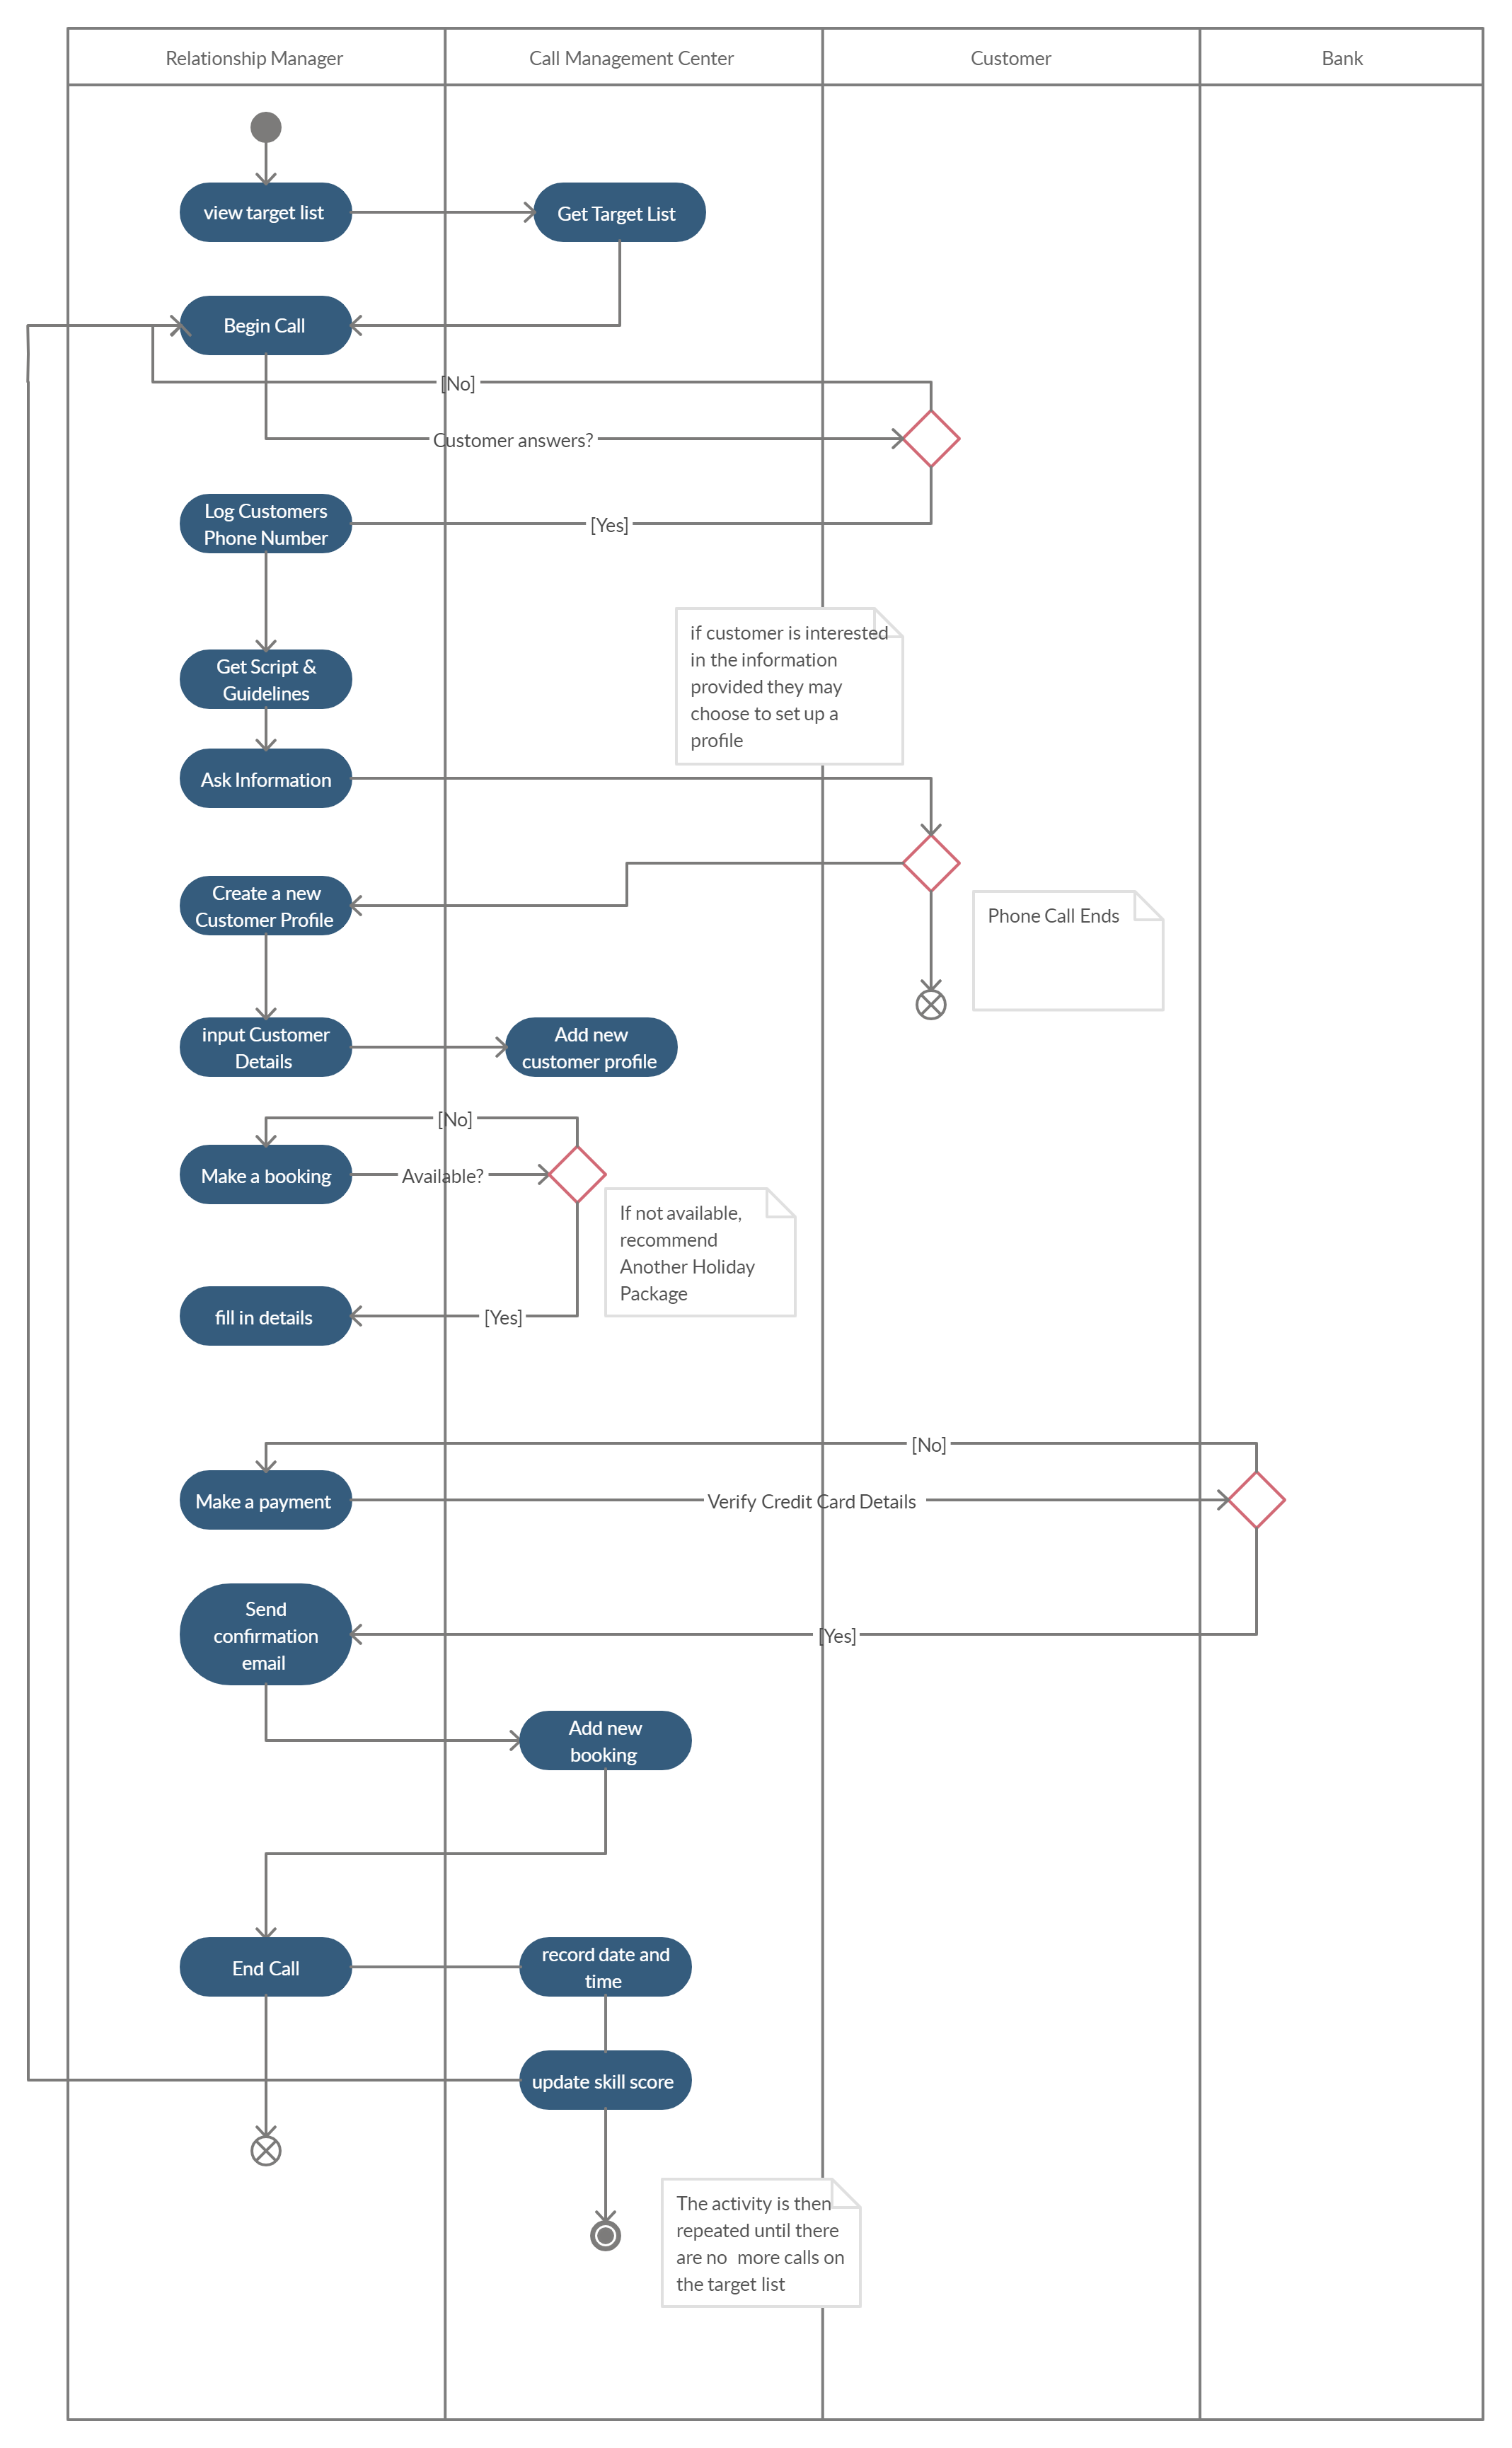 Relationship Manager
Call Management Center
Customer
Bank
view target list
Get Target List
Begin Call
[No]
Customer answers?
Log Customers
Phone Number
[Yes]
if customer is interested
in the information
provided they may
choose to set up a
profile
Get Script &
Guidelines
Ask Information
Create a new
Customer Profile
Phone Call Ends
input Customer
Details
Add new
customer profile
[No]
Make a booking
Available?
If not available,
recommend
Another Holiday
Package
fill in details
[Yes]
[No]
Make a payment
Verify Credit Card Details
Send
confirmation
email
[Yes]
Add new
booking
End Call
record date and
time
update skill score
The activity is then
repeated until there
are no  more calls on
the target list